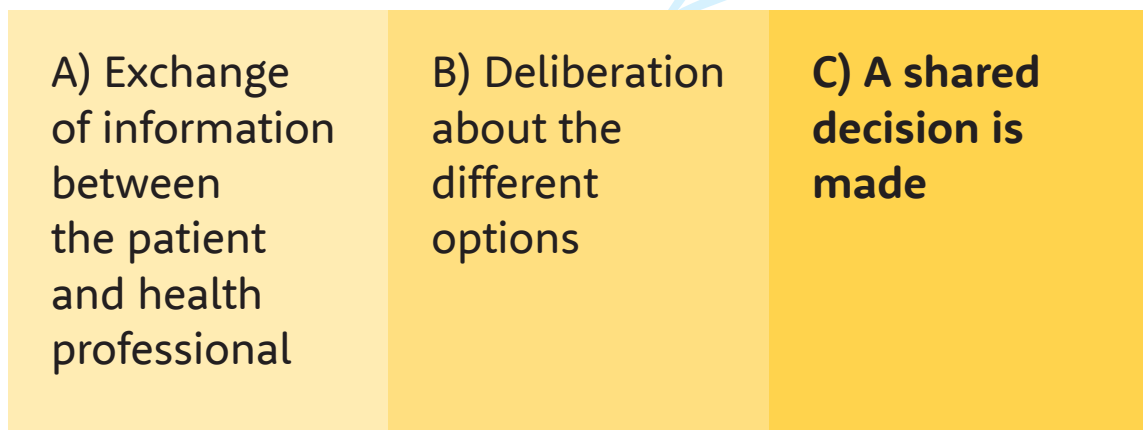 A) Exchange
of information
between
the patient
and health
professional
B) Deliberation
about the
different
options
C) A shared
decision is
made